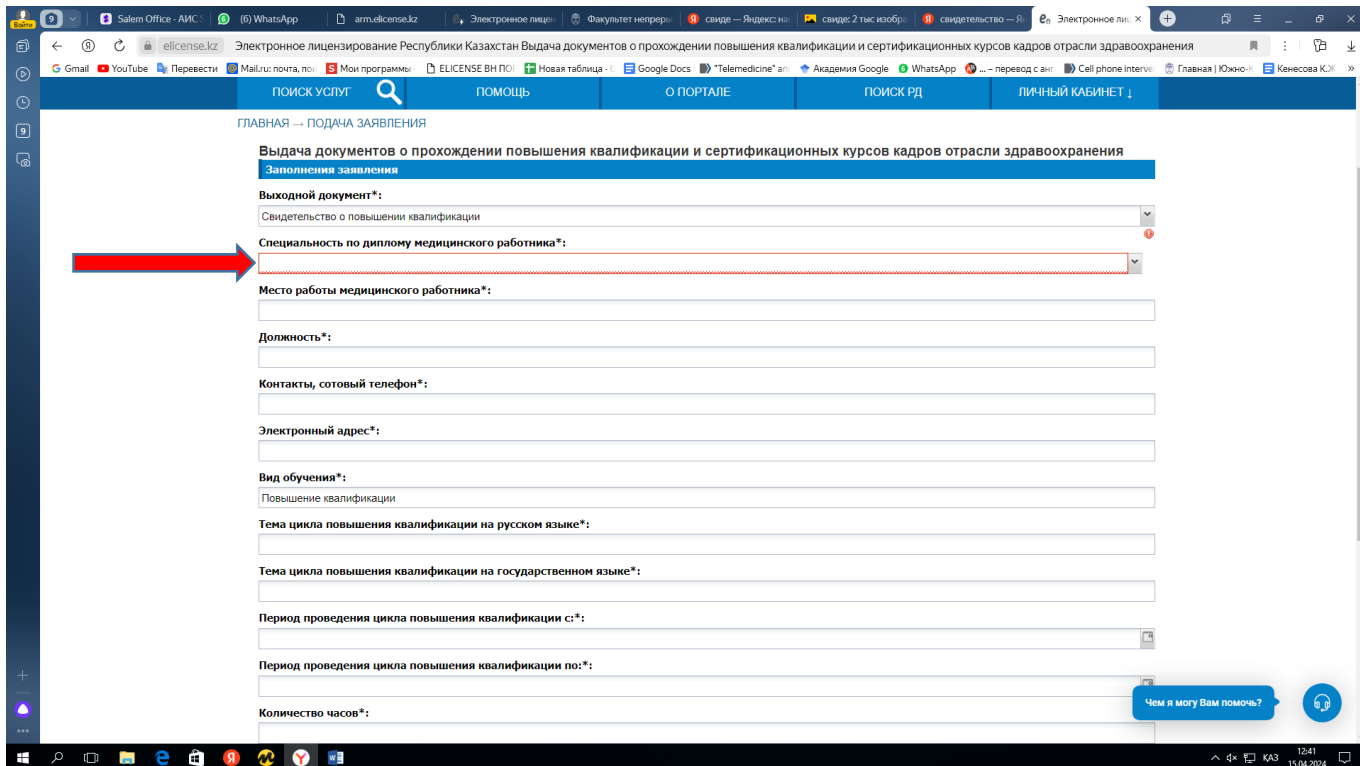 Войти
9
Salem Office - АИС
(6) WhatsApp
arm.elicense.kz
Электронное лицен
Факультет непреры
свиде — Яндекс: на
свиде: 2 тыс изобра
свидетельство — Я
Электронное лиц
elicense.kz
Электронное лицензирование Республики Казахстан Выдача документов о прохождении повышения квалификации и сертификационных курсов кадров отрасли здравоохранения
Gmail
YouTube
Перевести
Mail.ru: почта, пои
Мои программы
ELICENSE ВН ПО
Новая таблица - G
Google Docs
"Telemedicine" an
Академия Google
WhatsApp
... – перевод с анг
Cell phone interve
Главная | Южно-К
Кенесова К.Ж
»
9
ПОИСК УСЛУГ
ПОМОЩЬ
О ПОРТАЛЕ
ПОИСК РД
ЛИЧНЫЙ КАБИНЕТ ↓
ГЛАВНАЯ → ПОДАЧА ЗАЯВЛЕНИЯ
Выдача документов о прохождении повышения квалификации и сертификационных курсов кадров отрасли здравоохранения
Заполнения заявления
Выходной документ*:
Свидетельство о повышении квалификации
Специальность по диплому медицинского работника*:
Место работы медицинского работника*:
Должность*:
Контакты, сотовый телефон*:
Электронный адрес*:
Вид обучения*:
Повышение квалификации
Тема цикла повышения квалификации на русском языке*:
Тема цикла повышения квалификации на государственном языке*:
Период проведения цикла повышения квалификации с:*:
Период проведения цикла повышения квалификации по:*:
Чем я могу Вам помочь?
Количество часов*:
ҚАЗ
12:41
15.04.2024